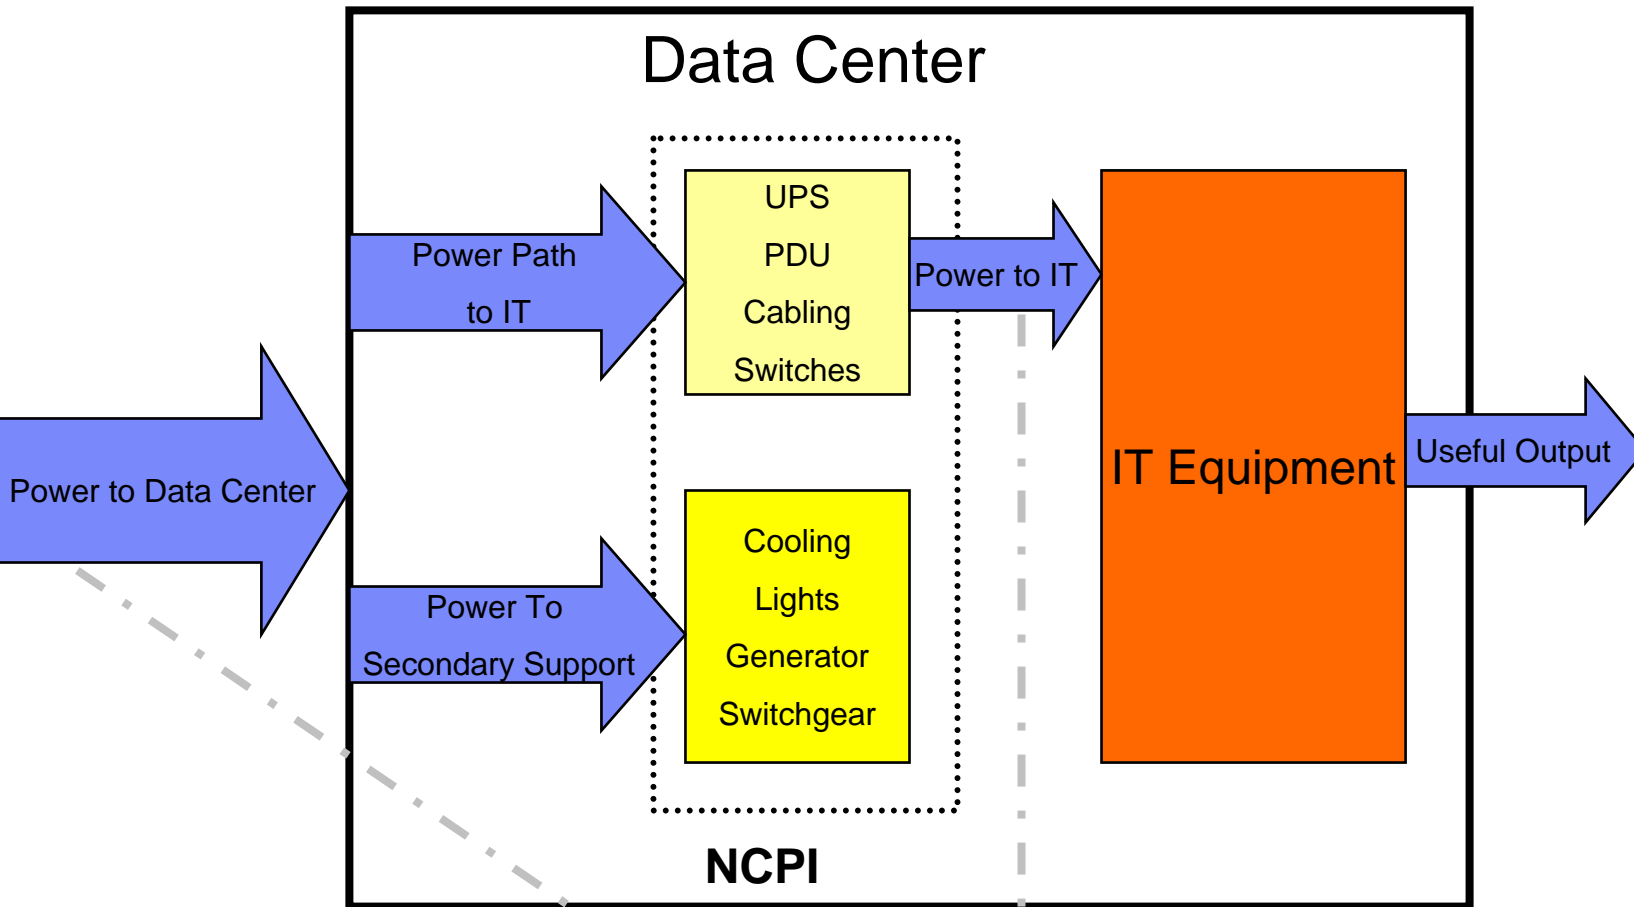 Data Center
Power to Data Center
Power Path
to IT
UPS
PDU
Cabling
Switches
Power to IT
Power To
Secondary Support
Cooling
Lights
Generator
Switchgear
NCPI
IT Equipment
Useful Output